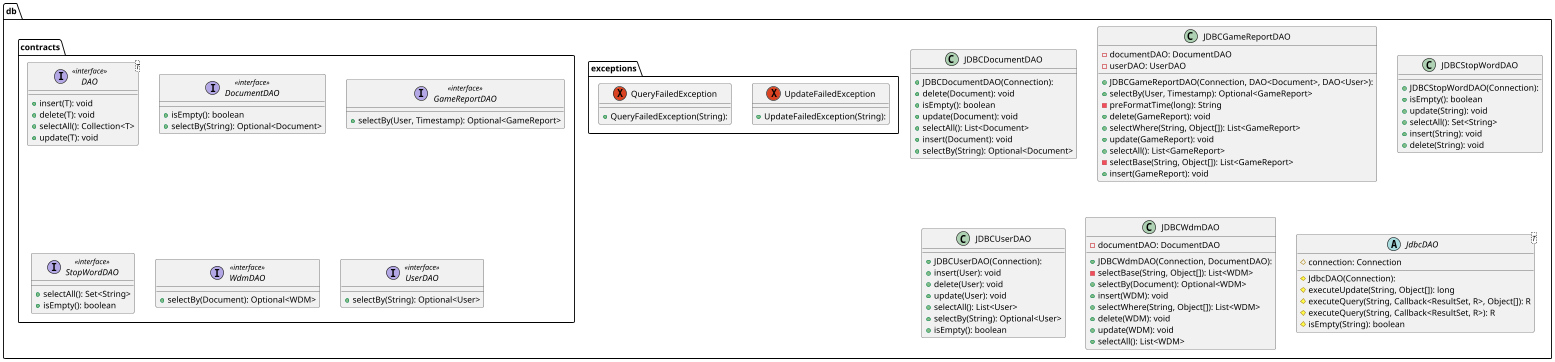 db
contracts
I
«interface»
DAO
T
insert(T): void
delete(T): void
selectAll(): Collection<T>
update(T): void
I
«interface»
DocumentDAO
isEmpty(): boolean
selectBy(String): Optional<Document>
I
«interface»
GameReportDAO
selectBy(User, Timestamp): Optional<GameReport>
I
«interface»
StopWordDAO
selectAll(): Set<String>
isEmpty(): boolean
I
«interface»
WdmDAO
selectBy(Document): Optional<WDM>
I
«interface»
UserDAO
selectBy(String): Optional<User>
exceptions
X QueryFailedException
QueryFailedException(String):
X UpdateFailedException
UpdateFailedException(String):
C JDBCDocumentDAO
JDBCDocumentDAO(Connection):
delete(Document): void
isEmpty(): boolean
update(Document): void
selectAll(): List<Document>
insert(Document): void
selectBy(String): Optional<Document>
C JDBCGameReportDAO
documentDAO: DocumentDAO
userDAO: UserDAO
JDBCGameReportDAO(Connection, DAO<Document>, DAO<User>):
selectBy(User, Timestamp): Optional<GameReport>
preFormatTime(long): String
delete(GameReport): void
selectWhere(String, Object[]): List<GameReport>
update(GameReport): void
selectAll(): List<GameReport>
selectBase(String, Object[]): List<GameReport>
insert(GameReport): void
C JDBCStopWordDAO
JDBCStopWordDAO(Connection):
isEmpty(): boolean
update(String): void
selectAll(): Set<String>
insert(String): void
delete(String): void
C JDBCUserDAO
JDBCUserDAO(Connection):
insert(User): void
delete(User): void
update(User): void
selectAll(): List<User>
selectBy(String): Optional<User>
isEmpty(): boolean
C JDBCWdmDAO
documentDAO: DocumentDAO
JDBCWdmDAO(Connection, DocumentDAO):
selectBase(String, Object[]): List<WDM>
selectBy(Document): Optional<WDM>
insert(WDM): void
selectWhere(String, Object[]): List<WDM>
delete(WDM): void
update(WDM): void
selectAll(): List<WDM>
A JdbcDAO
connection: Connection
JdbcDAO(Connection):
executeUpdate(String, Object[]): long
executeQuery(String, Callback<ResultSet, R>, Object[]): R
executeQuery(String, Callback<ResultSet, R>): R
isEmpty(String): boolean